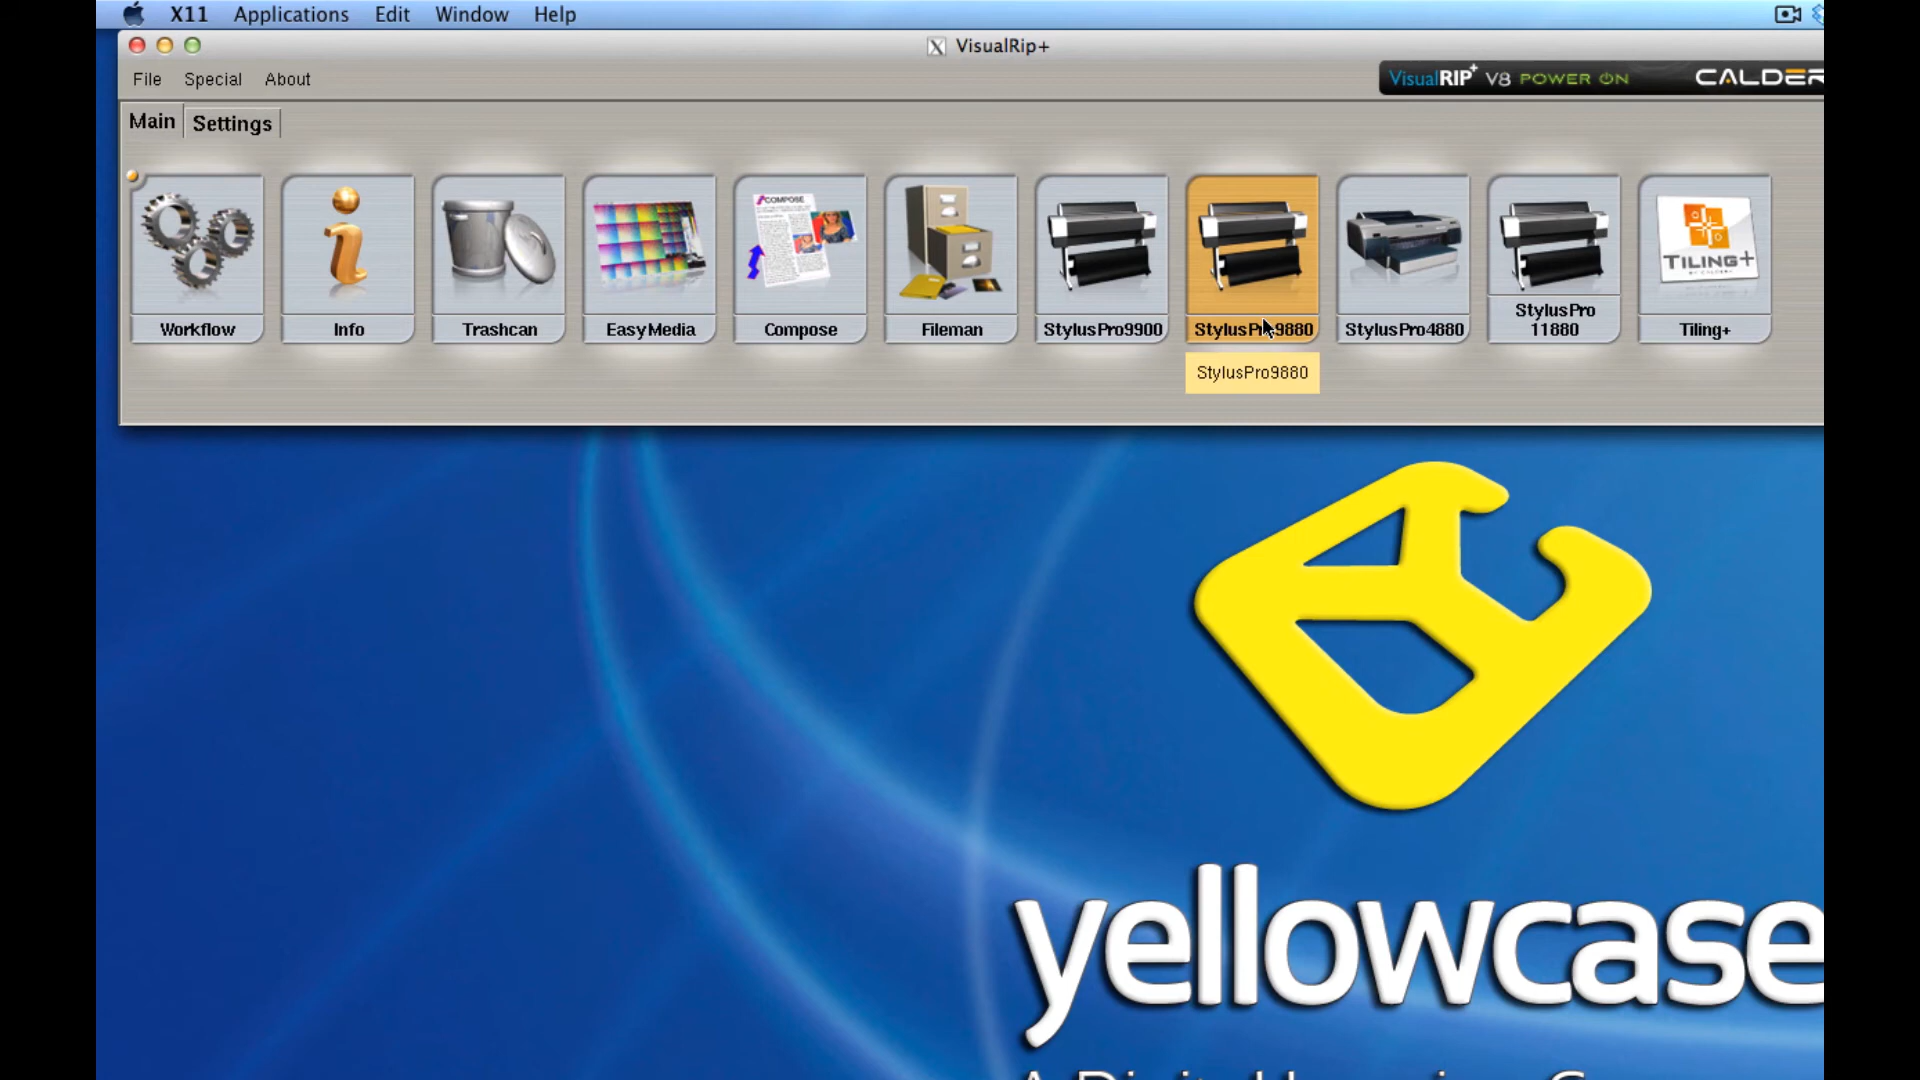 X11 Applications Edit Window Help
VisualRip+
File Special About
VisualRIP+ V8 POWER ON
Main Settings
COMPOSE
TILING+
Workflow
Info
Trashcan
EasyMedia
Compose
Fileman
StylusPro9900
StylusPro9880
StylusPro4880
StylusPro
11880
Tiling+
StylusPro9880
yellowcase